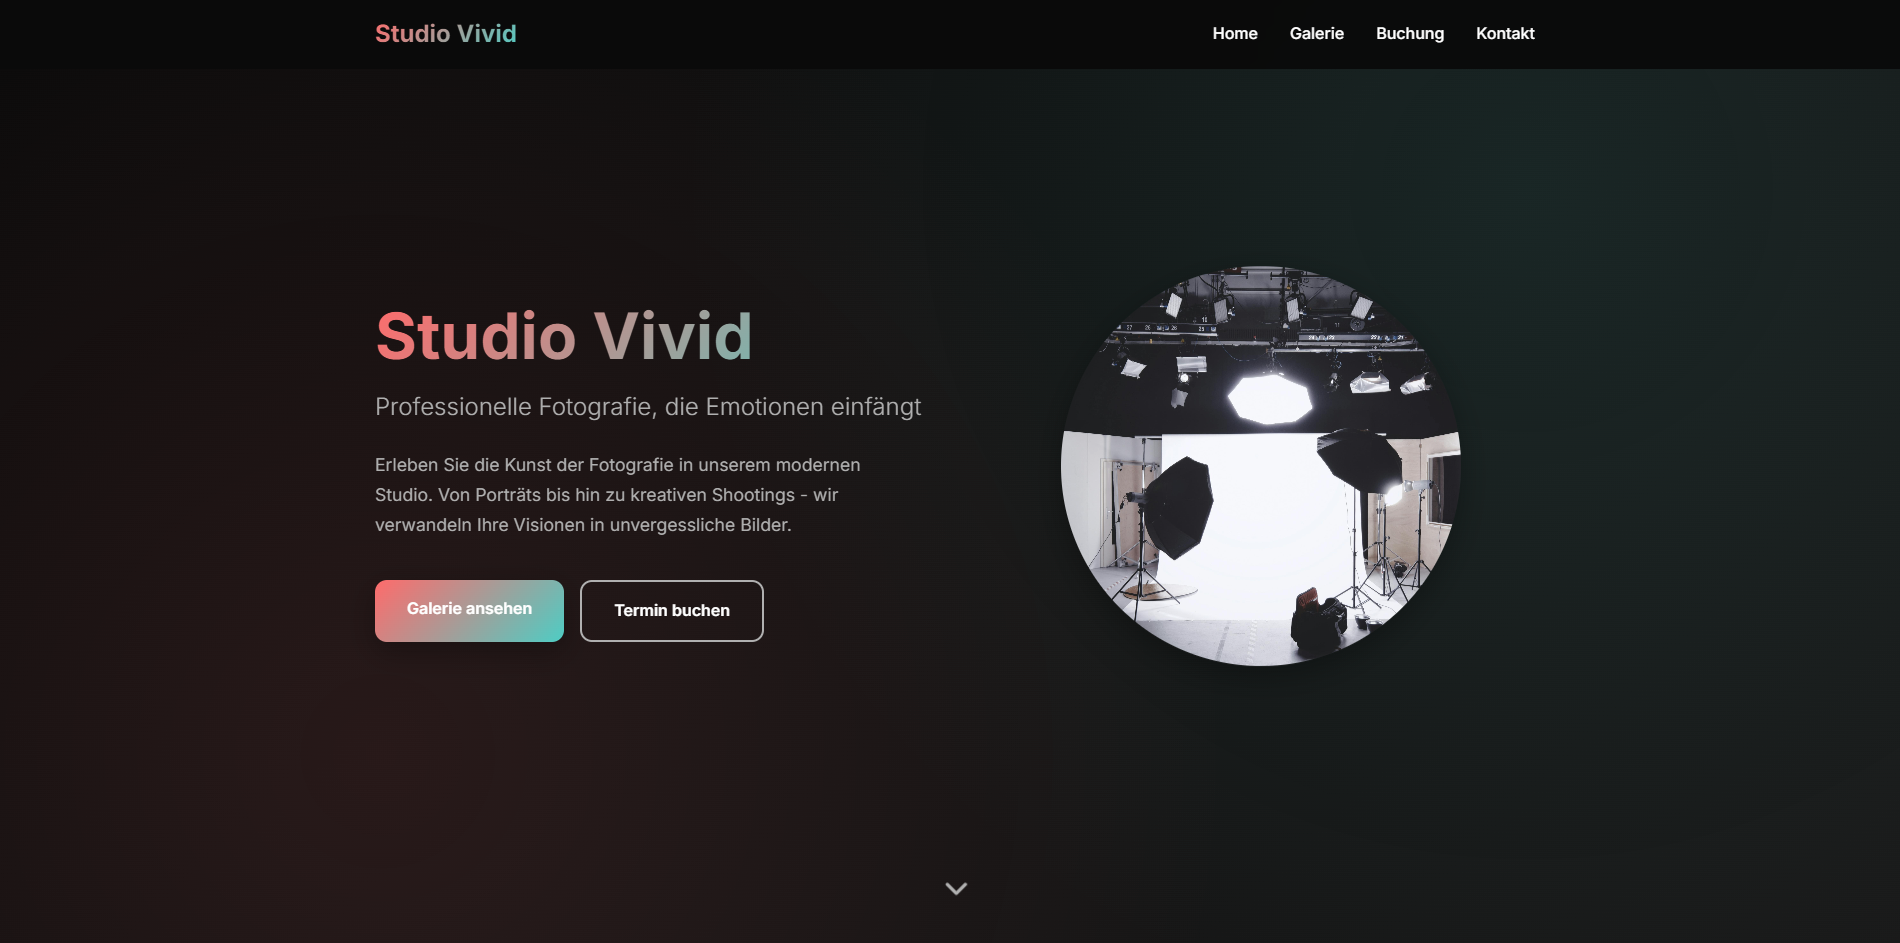 Studio Vivid
Home
Galerie
Buchung
Kontakt
Studio Vivid
Professionelle Fotografie, die Emotionen einfängt
Erleben Sie die Kunst der Fotografie in unserem modernen
Studio. Von Porträts bis hin zu kreativen Shootings - wir
verwandeln Ihre Visionen in unvergessliche Bilder.
Galerie ansehen
Termin buchen